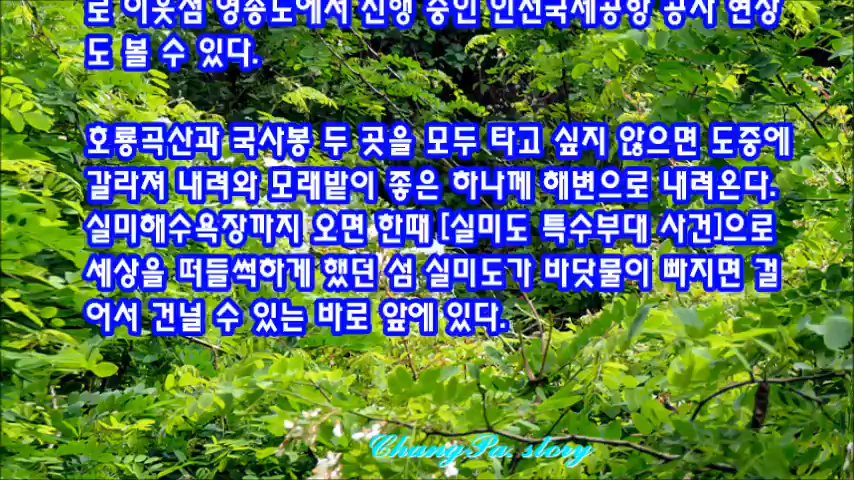 로 이웃섬 영종도에서 진행 중인 인천국제공항 공사 현상
도 볼 수 있다.
호룡곡산과 국사봉 두 곳을 모두 타고 싶지 않으면 도중에
갈라져 내려와 모래밭이 좋은 하나께 해변으로 내려온다.
실미해수욕장까지 오면 한때 [실미도 특수부대 사건]으로
세상을 떠들썩하게 했던 섬 실미도가 바닷물이 빠지면 걸
어서 건널 수 있는 바로 앞에 있다.
ChangPa. story